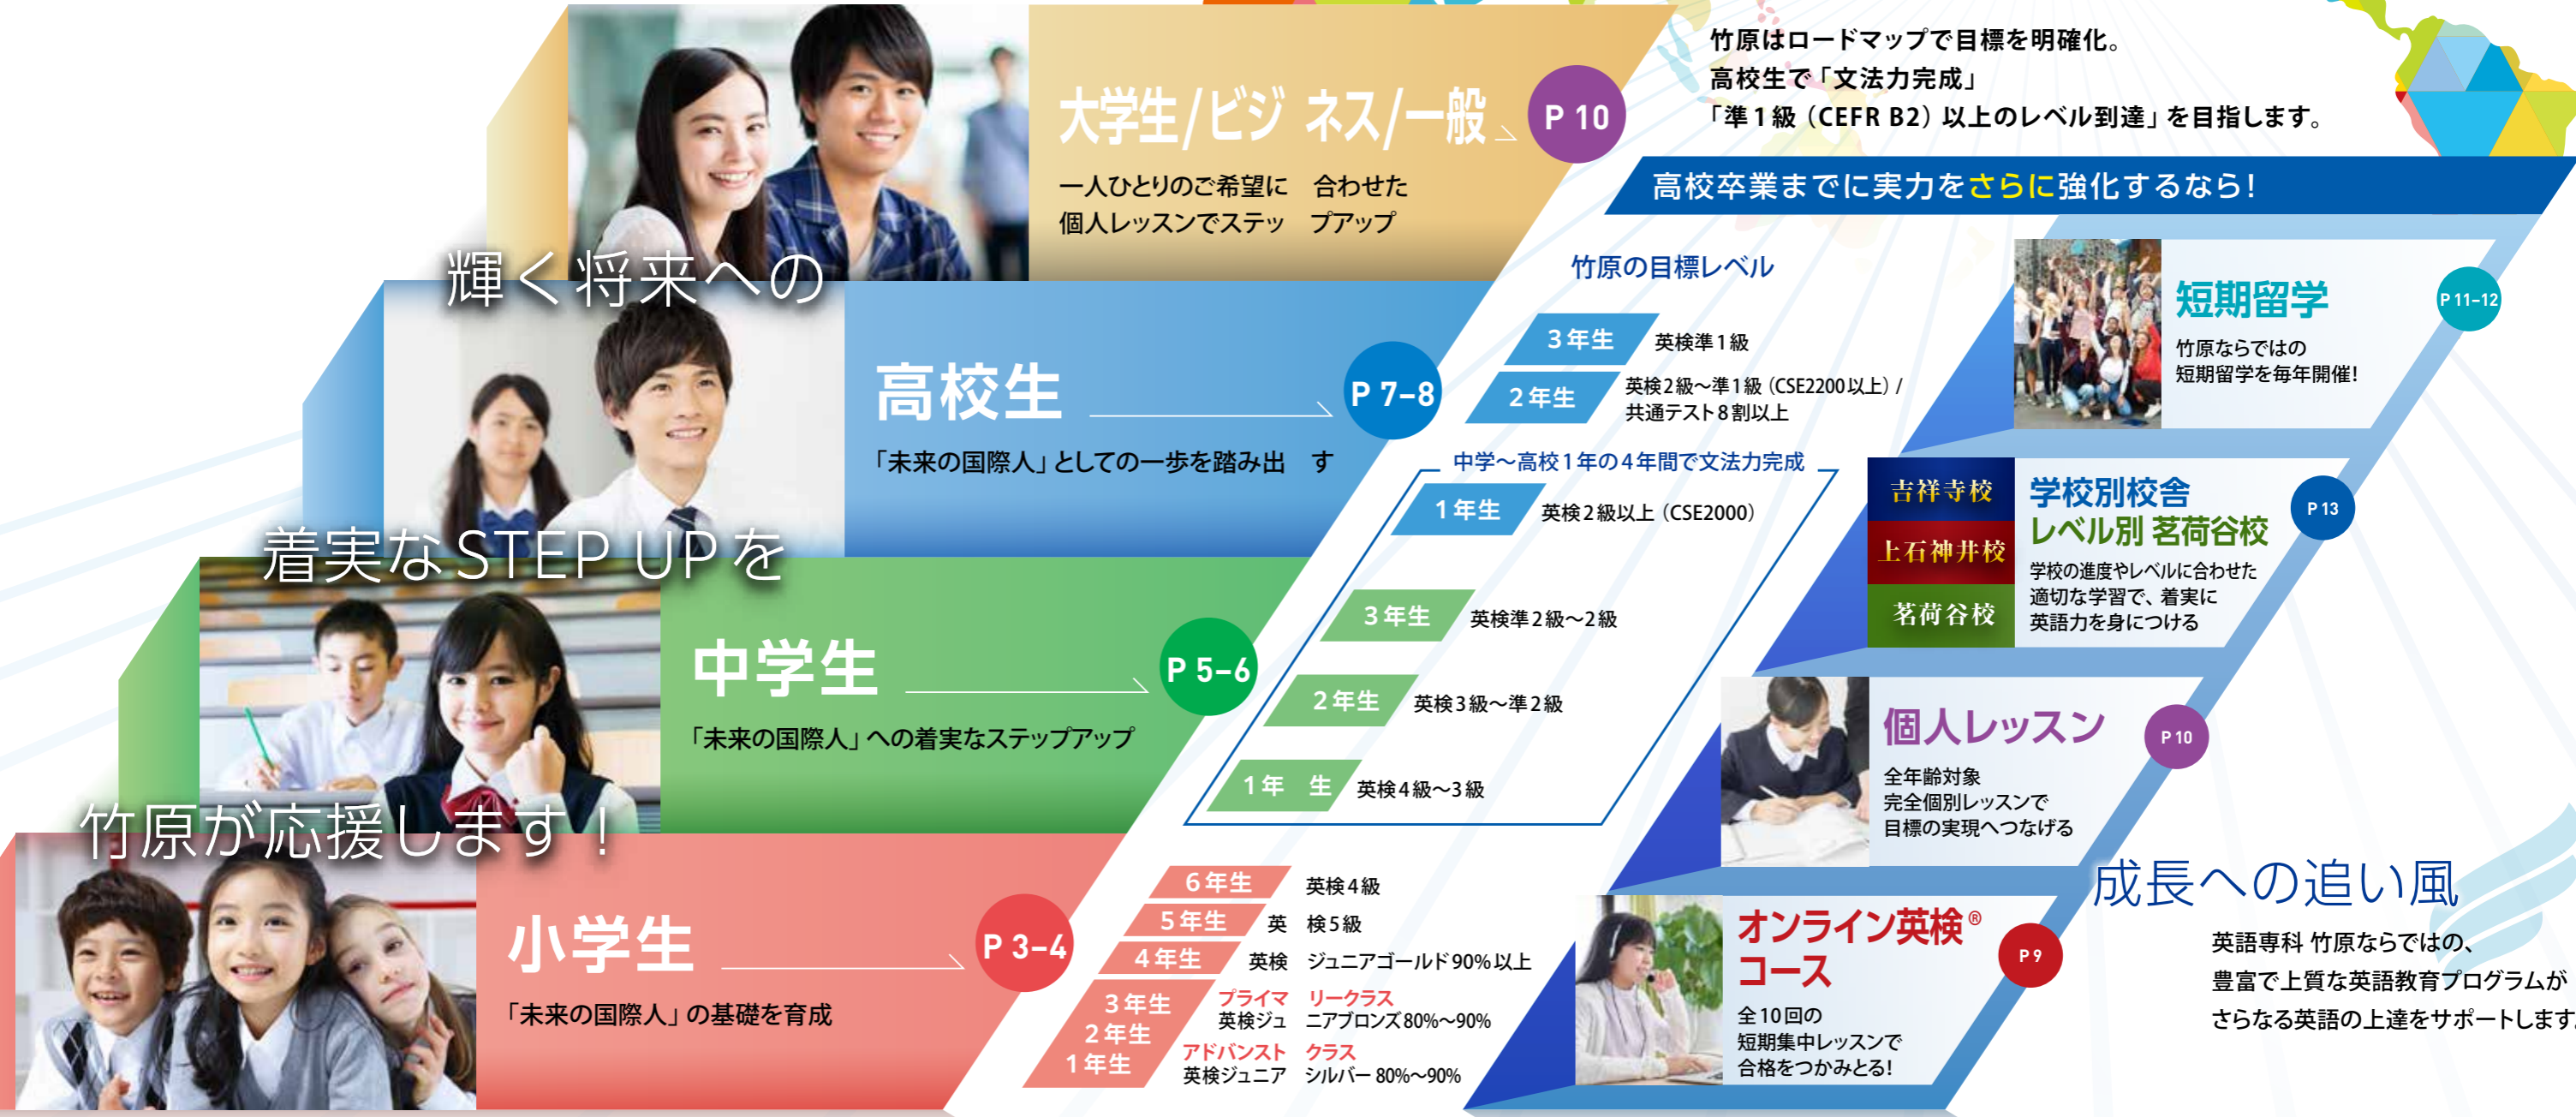 輝く将来への
着実なSTEP UPを
竹原が応援します！
大学生/ビジネス/一般
P 10
一人ひとりのご希望に合わせた
個人レッスンでステップアップ
高校生
P 7–8
「未来の国際人」としての一歩を踏み出す
中学生
P 5–6
「未来の国際人」への着実なステップアップ
小学生
P 3–4
「未来の国際人」の基礎を育成
竹原はロードマップで目標を明確化。
高校生で「文法力完成」
「準1級（CEFR B2）以上のレベル到達」を目指します。
高校卒業までに実力をさらに強化するなら！
竹原の目標レベル
3年生 英検準1級
2年生 英検2級～準1級（CSE2200以上）/
共通テスト8割以上
中学～高校1年の4年間で文法力完成
1年生 英検2級以上（CSE2000）
3年生 英検準2級～2級
2年生 英検3級～準2級
1年生 英検4級～3級
6年生 英検4級
5年生 英検5級
4年生 英検ジュニアゴールド90%以上
3年生
2年生
1年生
プライマリークラス
英検ジュニアブロンズ80%～90%
アドバンストクラス
英検ジュニアシルバー 80%～90%
短期留学
P 11–12
竹原ならではの
短期留学を毎年開催！
吉祥寺校
上石神井校
茗荷谷校
学校別校舎
レベル別 茗荷谷校
P 13
学校の進度やレベルに合わせた
適切な学習で、着実に
英語力を身につける
個人レッスン
P 10
全年齢対象
完全個別レッスンで
目標の実現へつなげる
オンライン英検®
コース
P 9
全10回の
短期集中レッスンで
合格をつかみとる！
成長への追い風
英語専科 竹原ならではの、
豊富で上質な英語教育プログラムが
さらなる英語の上達をサポートします。